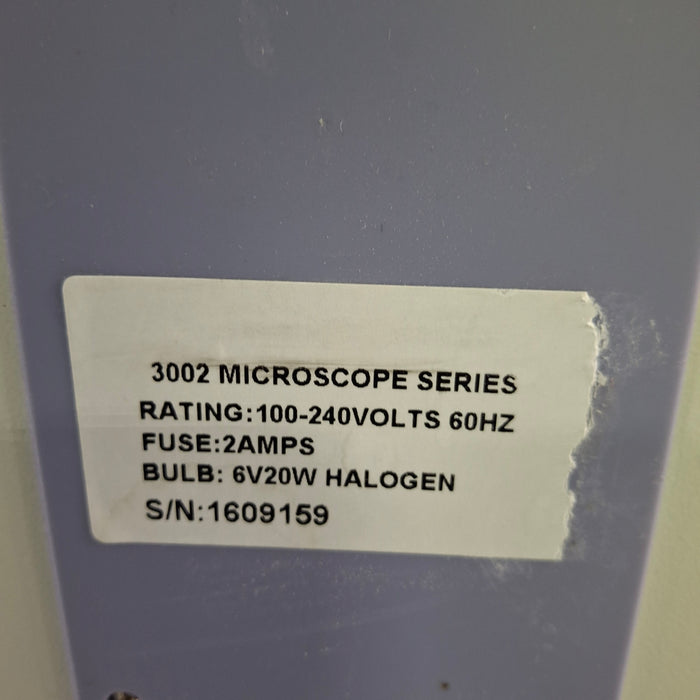 3002 MICROSCOPE SERIES
RATING:100-240VOLTS 60HZ
FUSE:2AMPS
BULB: 6V20W HALOGEN
S/N:1609159